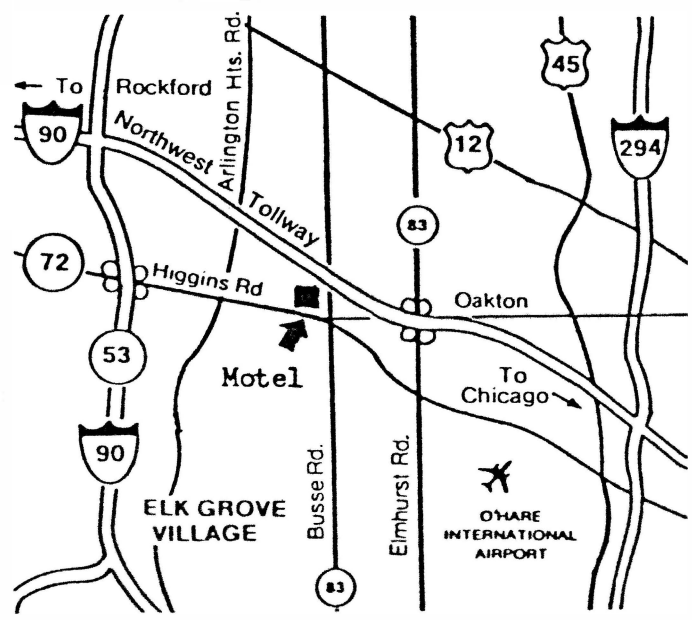 Arlington Hts. Rd.
To Rockford
90
Northwest
Tollway
45
12
294
83
72
Higgins Rd
Oakton
53
Motel
To
Chicago
90
Busse Rd.
Elmhurst Rd.
ELK GROVE
VILLAGE
O'HARE
INTERNATIONAL
AIRPORT
83